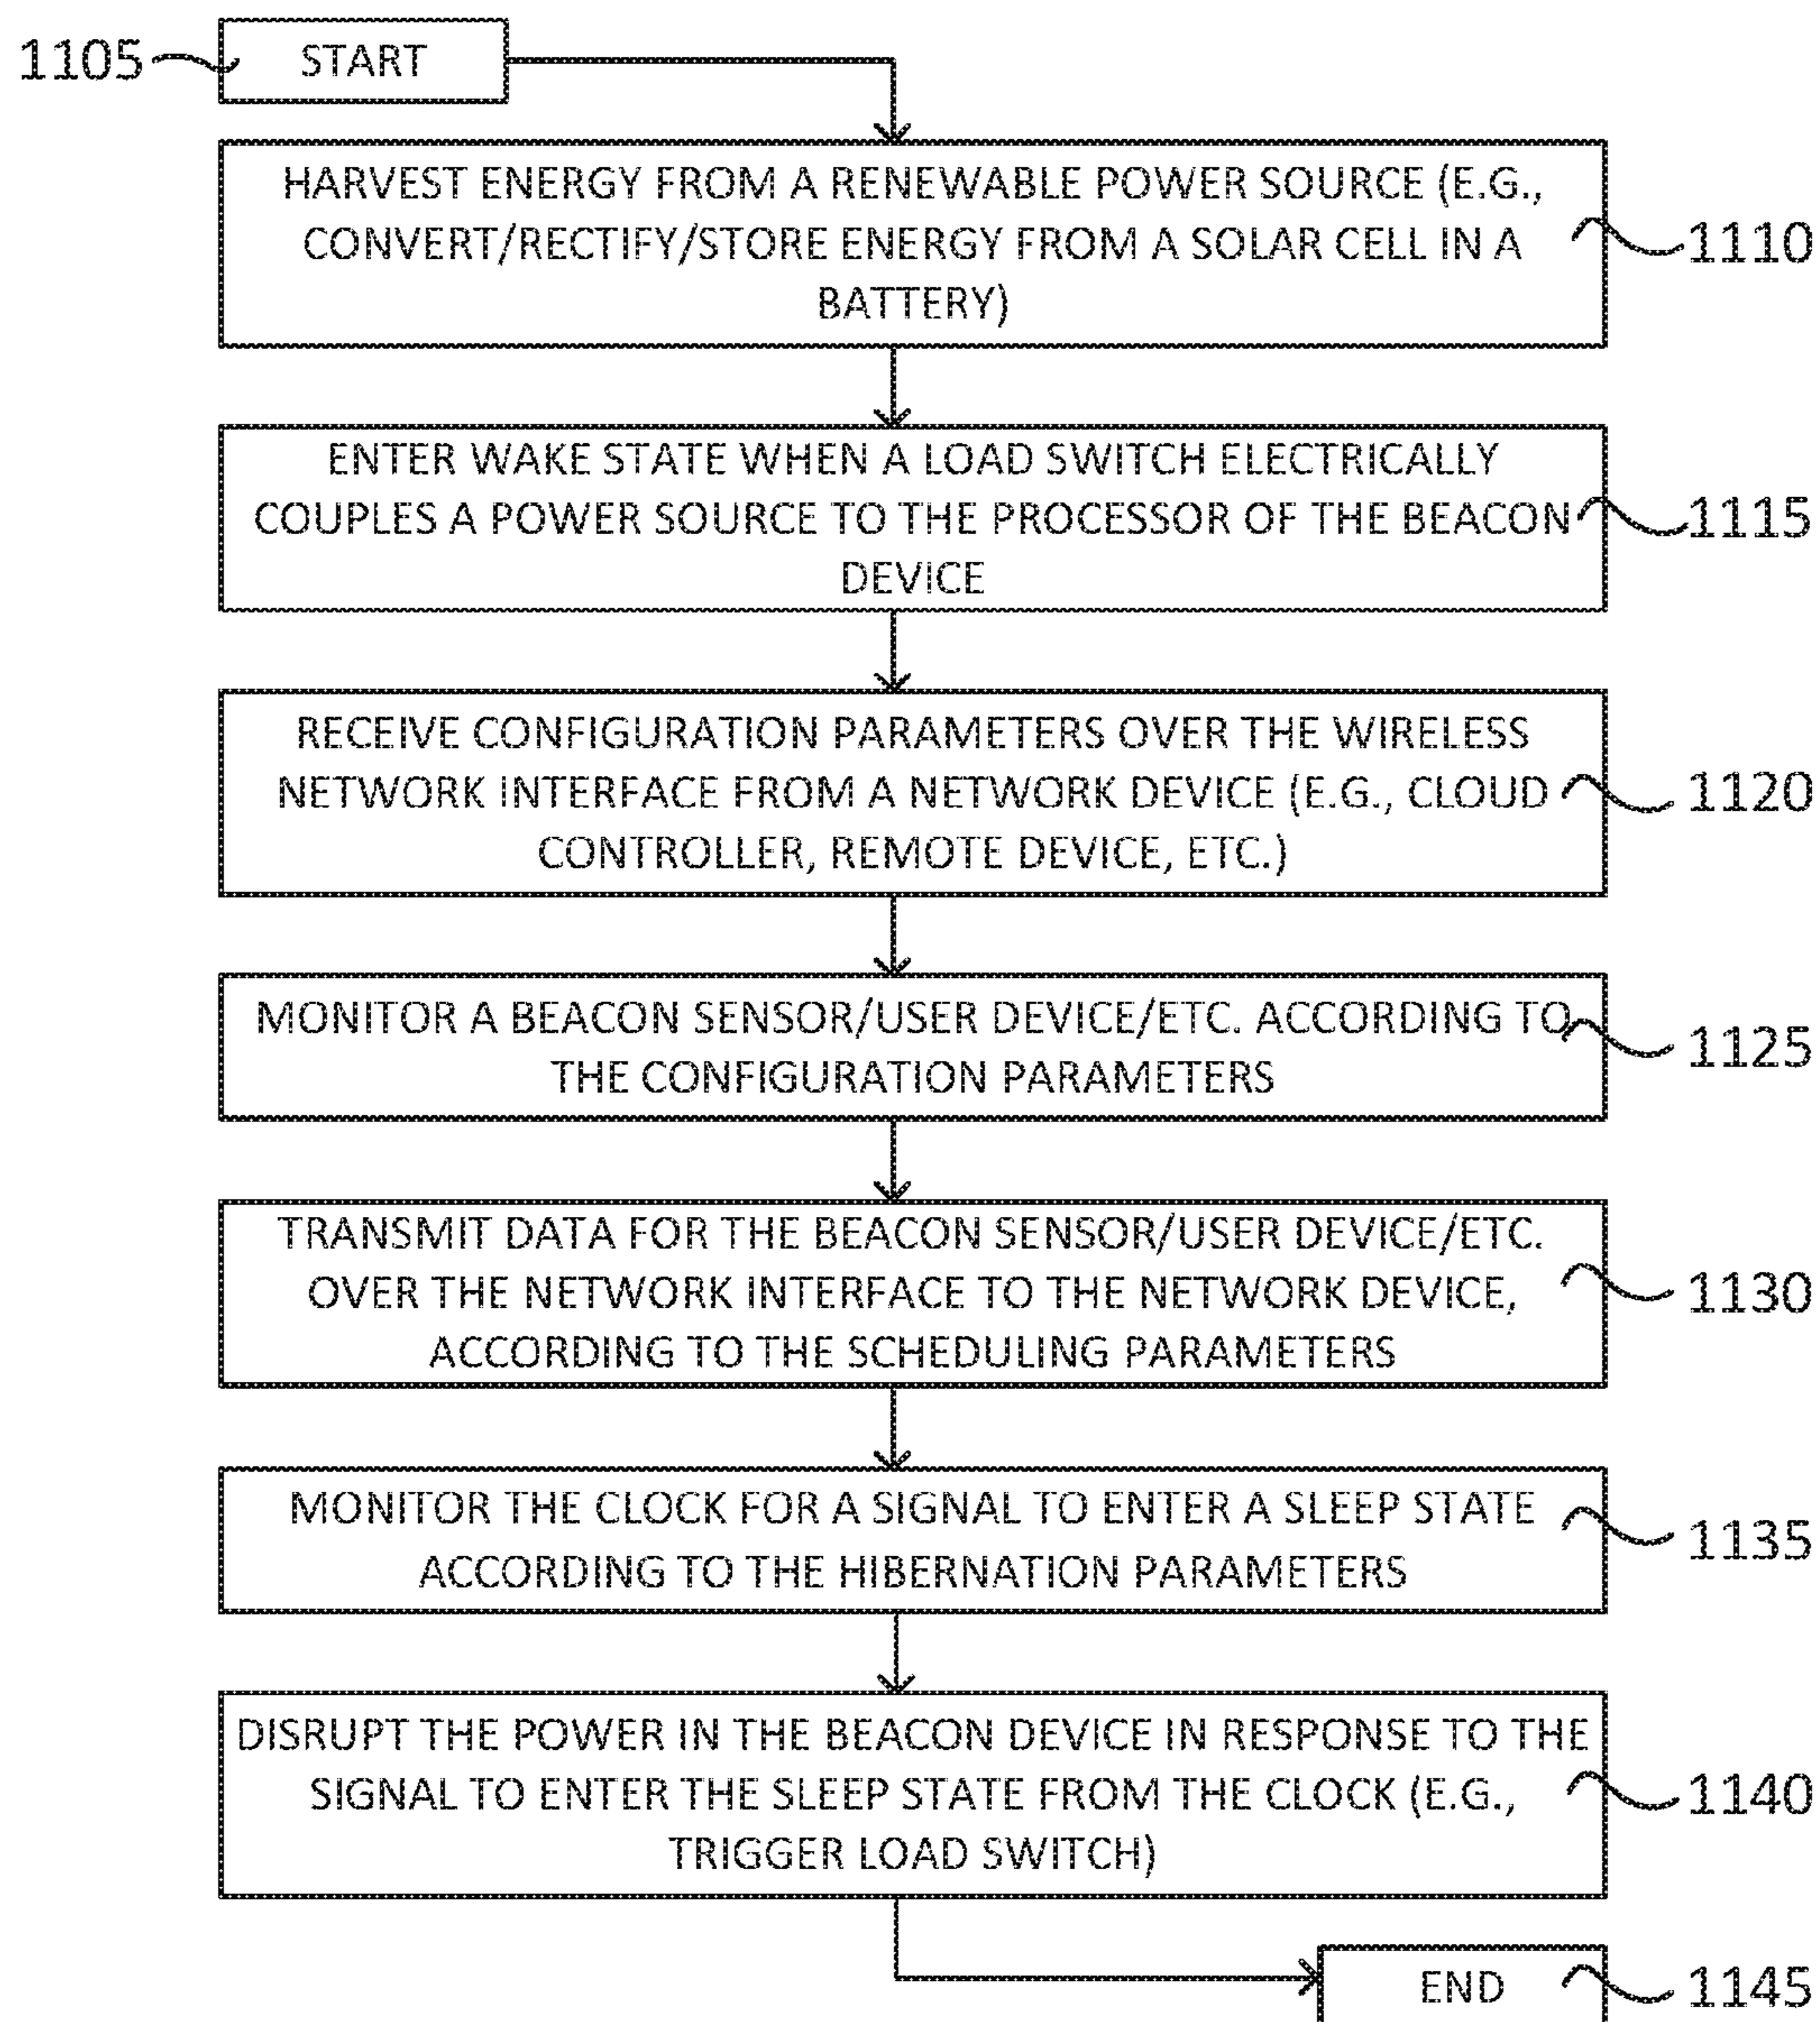 1105
START
HARVEST ENERGY FROM A RENEWABLE POWER SOURCE (E.G.,
CONVERT/RECTIFY/STORE ENERGY FROM A SOLAR CELL IN A
BATTERY)
1110
ENTER WAKE STATE WHEN A LOAD SWITCH ELECTRICALLY
COUPLES A POWER SOURCE TO THE PROCESSOR OF THE BEACON
DEVICE
1115
RECEIVE CONFIGURATION PARAMETERS OVER THE WIRELESS
NETWORK INTERFACE FROM A NETWORK DEVICE (E.G., CLOUD
CONTROLLER, REMOTE DEVICE, ETC.)
1120
MONITOR A BEACON SENSOR/USER DEVICE/ETC. ACCORDING TO
THE CONFIGURATION PARAMETERS
1125
TRANSMIT DATA FOR THE BEACON SENSOR/USER DEVICE/ETC.
OVER THE NETWORK INTERFACE TO THE NETWORK DEVICE,
ACCORDING TO THE SCHEDULING PARAMETERS
1130
MONITOR THE CLOCK FOR A SIGNAL TO ENTER A SLEEP STATE
ACCORDING TO THE HIBERNATION PARAMETERS
1135
DISRUPT THE POWER IN THE BEACON DEVICE IN RESPONSE TO THE
SIGNAL TO ENTER THE SLEEP STATE FROM THE CLOCK (E.G.,
TRIGGER LOAD SWITCH)
1140
END
1145